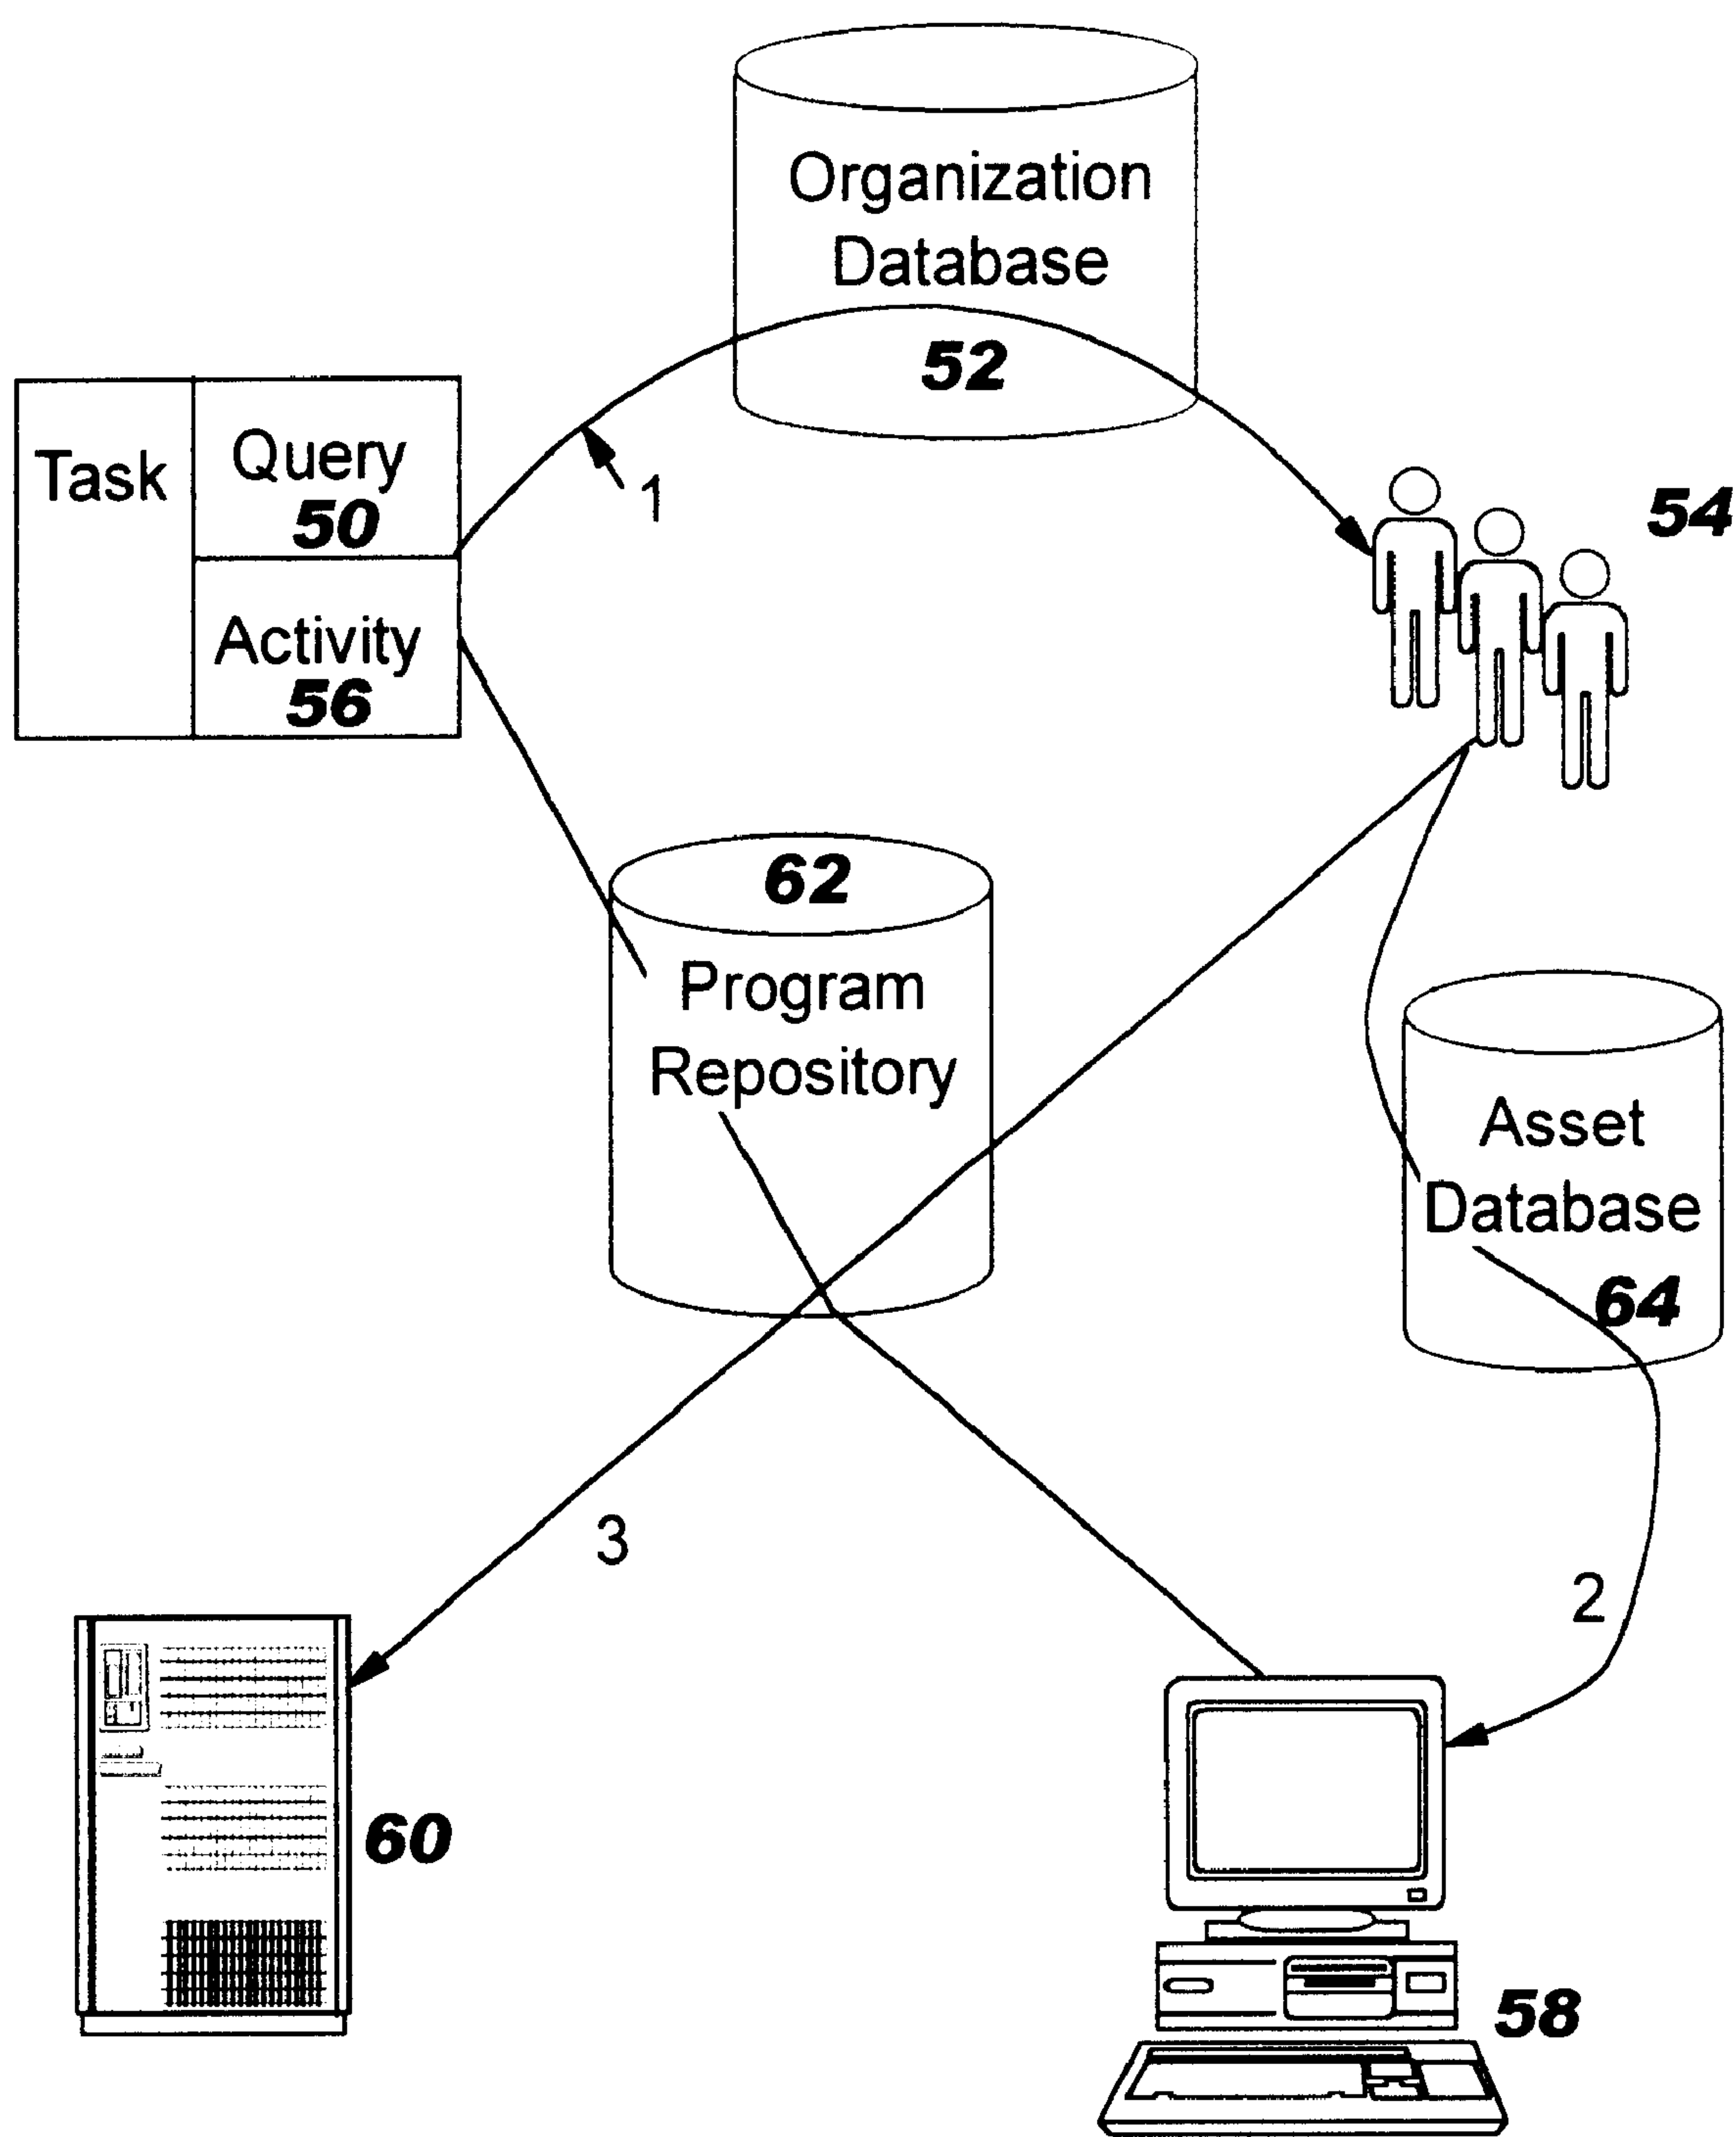 Organization
Database
52
Task
Query
50
1
54
Activity
56
62
Program
Repository
Asset
Database
64
3
2
60
58